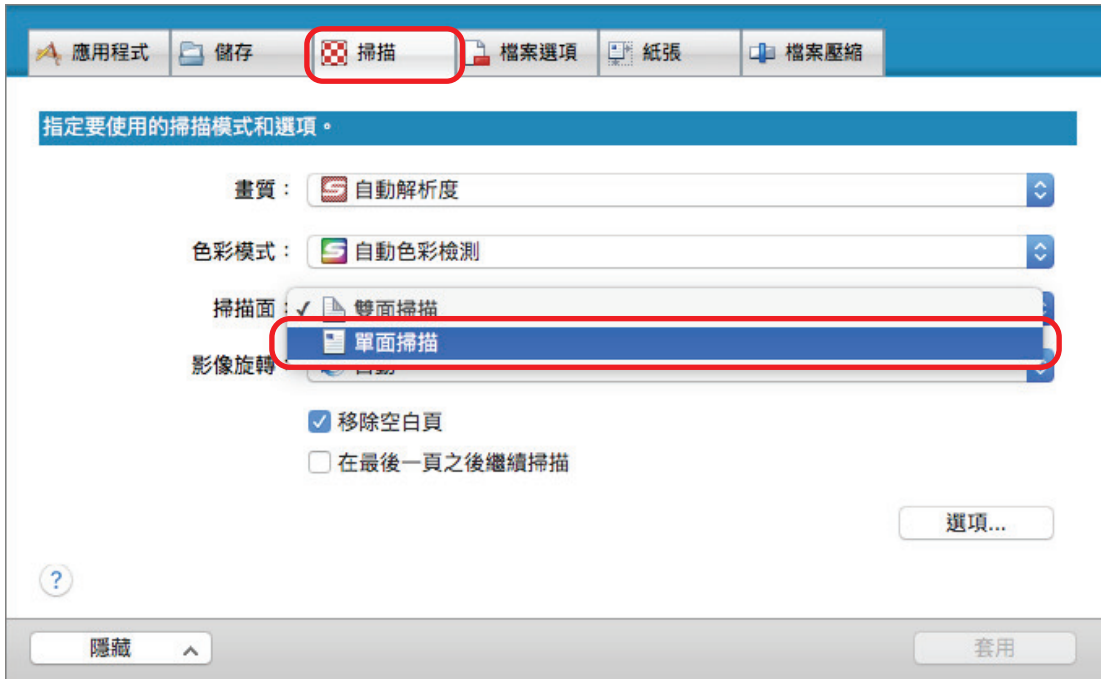 應用程式 儲存 掃描 檔案選項 紙張 檔案壓縮
指定要使用的掃描模式和選項。
畫質： 自動解析度
色彩模式： 自動色彩檢測
掃描面： ✓ 雙面掃描
單面掃描
影像旋轉： 自動
移除空白頁
在最後一頁之後繼續掃描
選項...
?
隱藏 套用